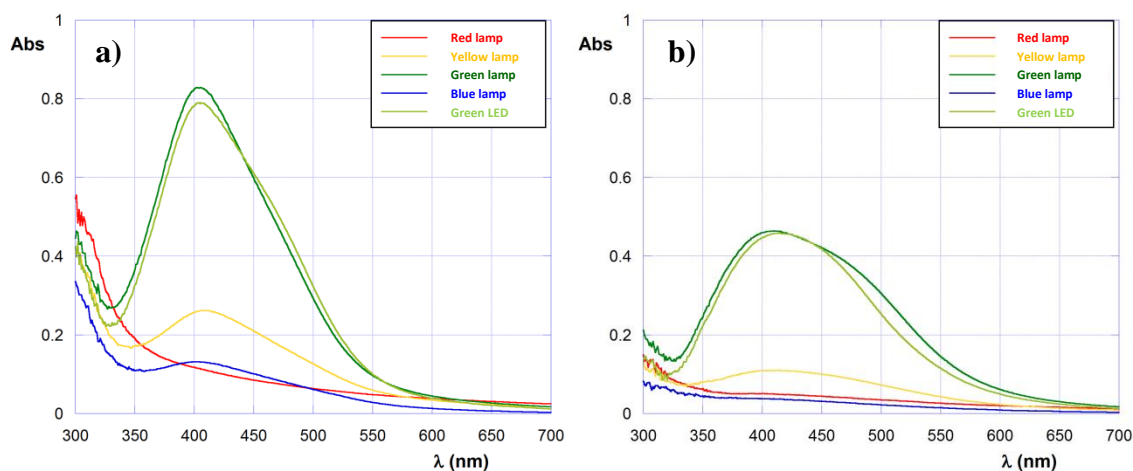 a)
Abs
1
0.8
0.6
0.4
0.2
0
300 350 400 450 500 550 600 650 700
λ (nm)
Red lamp
Yellow lamp
Green lamp
Blue lamp
Green LED
b)
Abs
1
0.8
0.6
0.4
0.2
0
300 350 400 450 500 550 600 650 700
λ (nm)
Red lamp
Yellow lamp
Green lamp
Blue lamp
Green LED